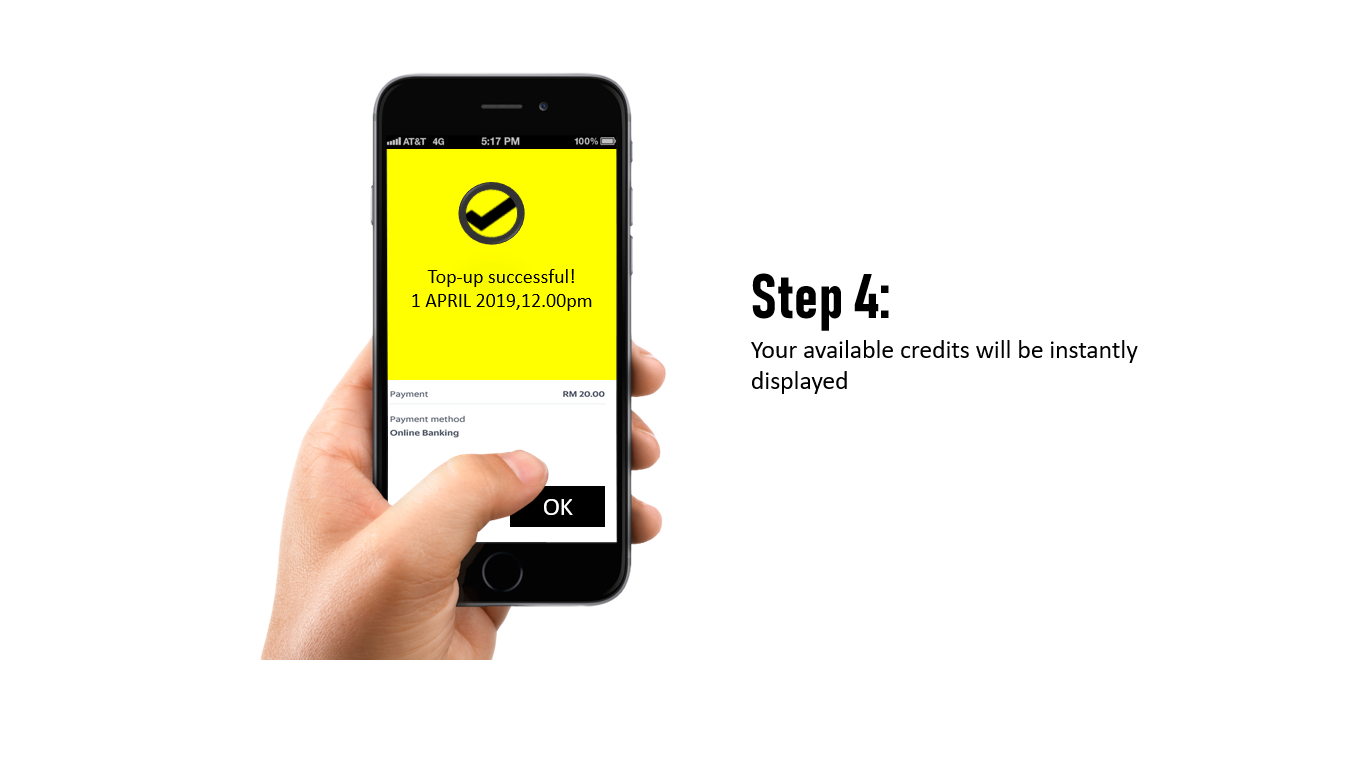 AT&T 4G 5:17 PM 100%
Top-up successful!
1 APRIL 2019,12.00pm
Payment RM 20.00
Payment method
Online Banking
OK
Step 4:
Your available credits will be instantly
displayed